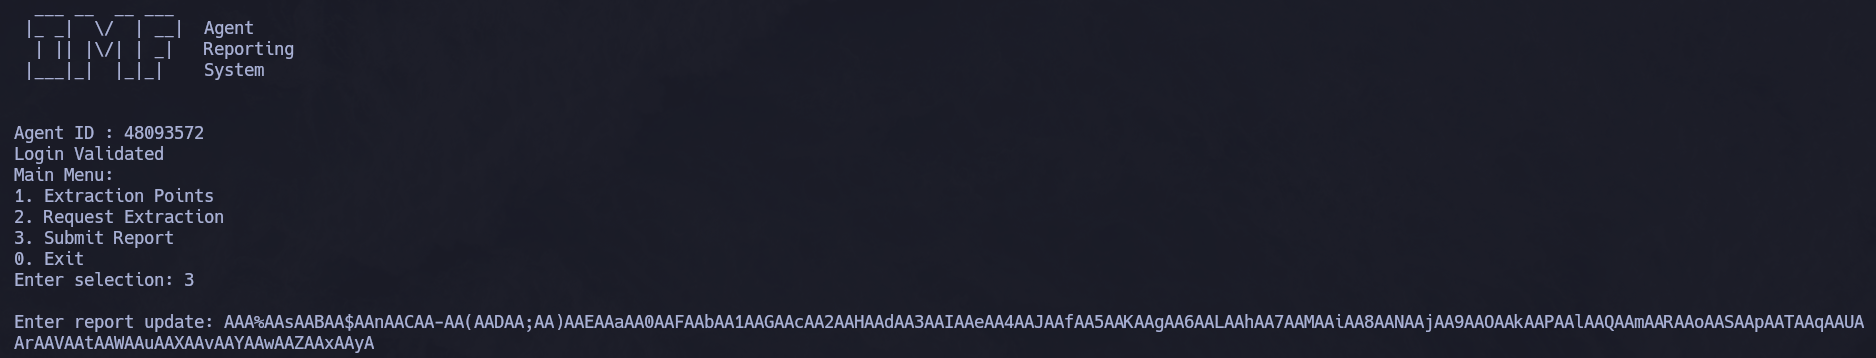 ___ __  __ ___
 |_ _|  \/  | __|  Agent
  | || |\/| | _|   Reporting
 |___|_|  |_|_|    System
Agent ID : 48093572
Login Validated
Main Menu:
1. Extraction Points
2. Request Extraction
3. Submit Report
0. Exit
Enter selection: 3
Enter report update: AAA%AAsAABAA$AAnAACAA-AA(AADAA;AA)AAEAAaAA0AAFAAbAA1AAGAAcAA2AAHAAdAA3AAIAAeAA4AAJAAfAA5AAKAAgAA6AALAAhAA7AAMAAiAA8AANAAjAA9AAOAAkAAPAAlAAQAAmAARAAoAASAApAATAAqAAUA
ArAAVAAtAAWAAuAAXAAvAAYAAwAAZAAxAAyA